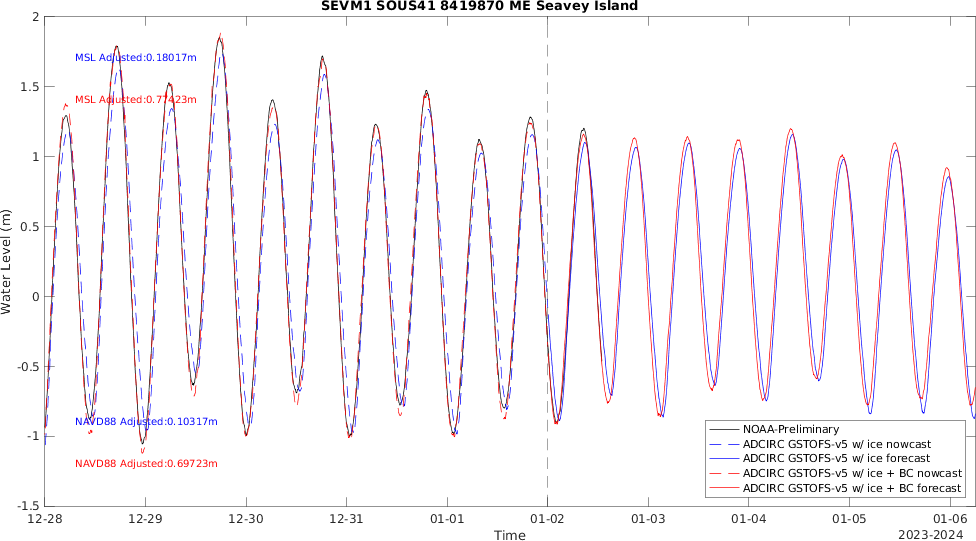 SEVM1 SOUS41 8419870 ME Seavey Island
2
1.5
1
0.5
0
-0.5
-1
-1.5
Water Level (m)
MSL Adjusted:0.18017m
MSL Adjusted:0.77423m
NAVD88 Adjusted:0.10317m
NAVD88 Adjusted:0.69723m
NOAA-Preliminary
ADCIRC GSTOFS-v5 w/ ice nowcast
ADCIRC GSTOFS-v5 w/ ice forecast
ADCIRC GSTOFS-v5 w/ ice + BC nowcast
ADCIRC GSTOFS-v5 w/ ice + BC forecast
12-28 12-29 12-30 12-31 01-01 01-02 01-03 01-04 01-05 01-06
Time
2023-2024